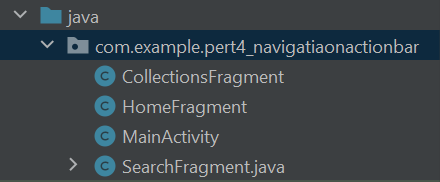 java
com.example.pert4_navigatiaonactionbar
CollectionsFragment
HomeFragment
MainActivity
SearchFragment.java